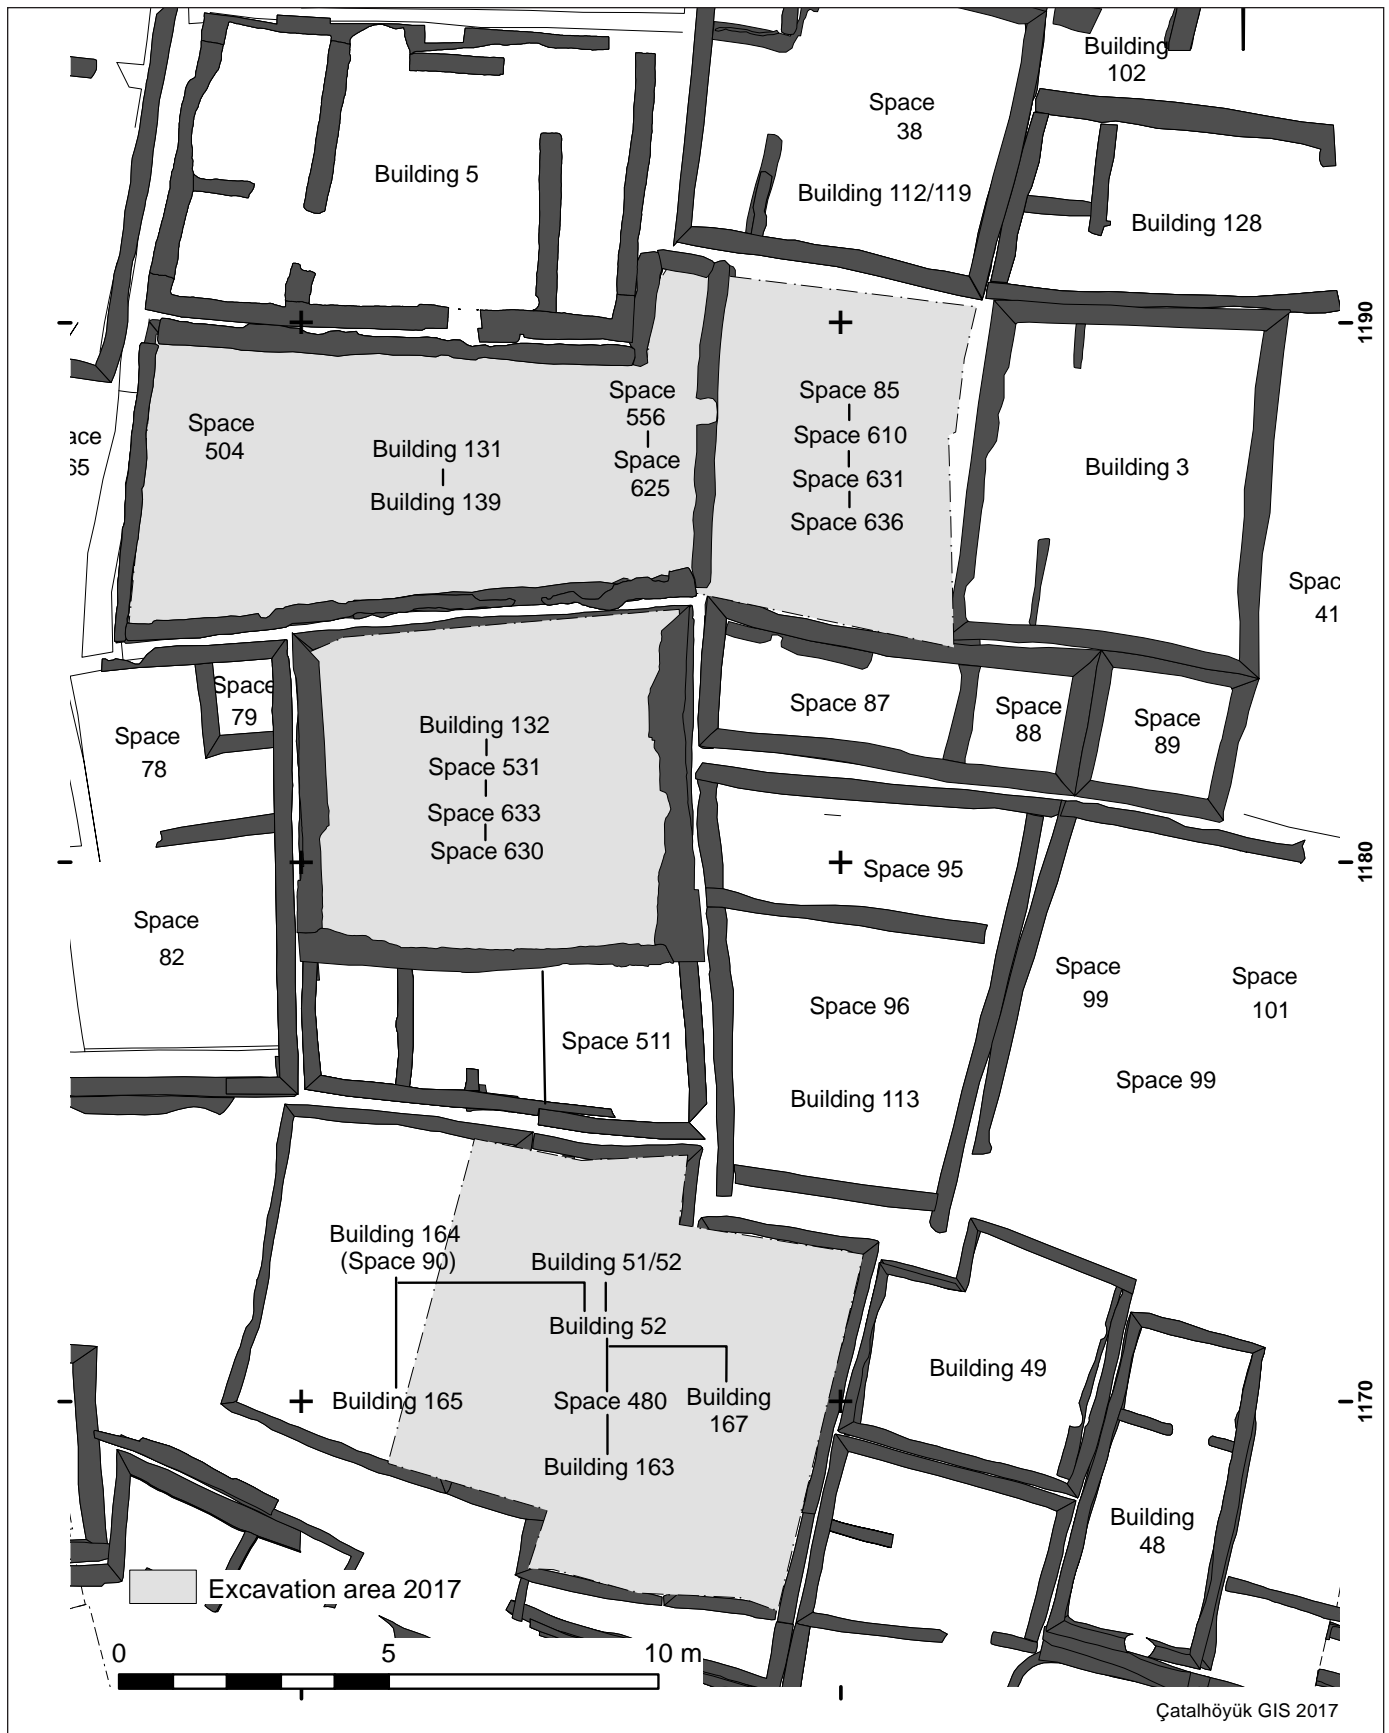 Building
102
Space
38
Building 5
Building 112/119
Building 128
1190
Space
504
Building 131
Building 139
Space
556
Space
625
Space 85
Space 610
Space 631
Space 636
Building 3
ace
65
Spac
41
Space
79
Space
78
Building 132
Space 531
Space 633
Space 630
Space 87
Space
88
Space
89
1180
Space 95
Space
82
Space
99
Space
101
Space 96
Space 511
Space 99
Building 113
Building 164
(Space 90)
Building 51/52
Building 52
Building 49
Building 165
Space 480
Building
167
1170
Building 163
Building
48
Excavation area 2017
0 5 10 m
Çatalhöyük GIS 2017